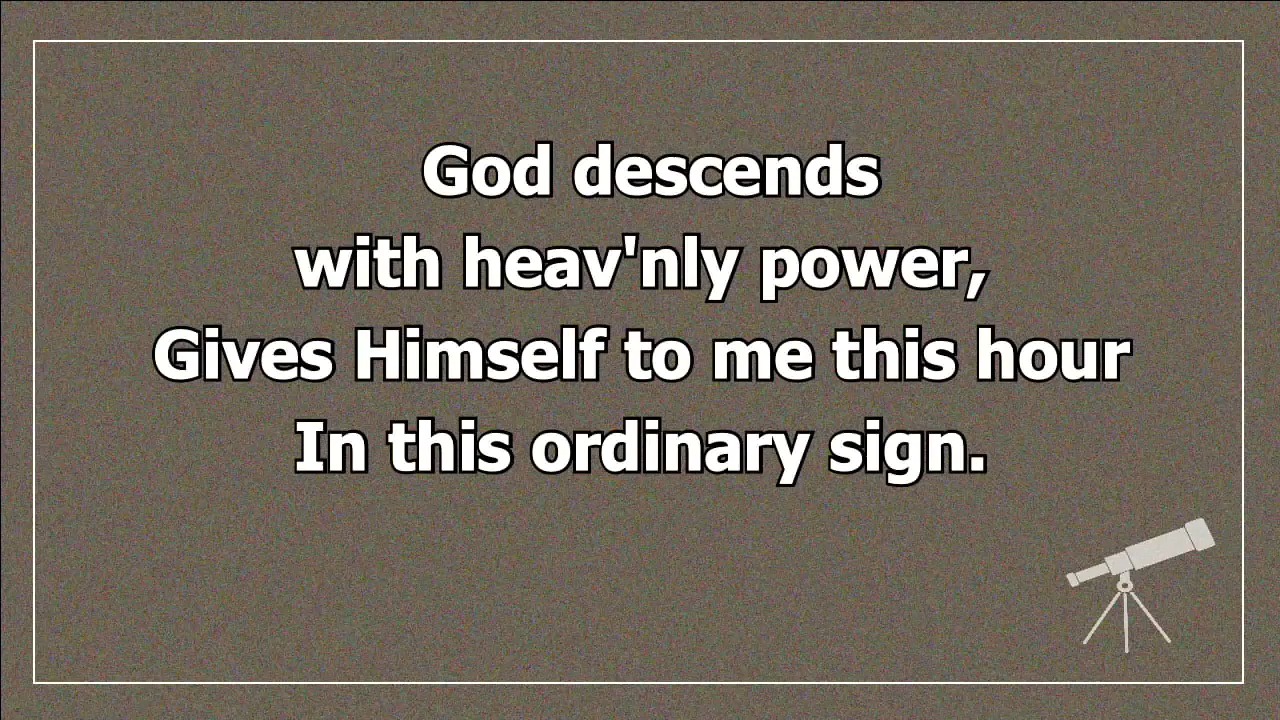 God descends
with heav'nly power,
Gives Himself to me this hour
In this ordinary sign.